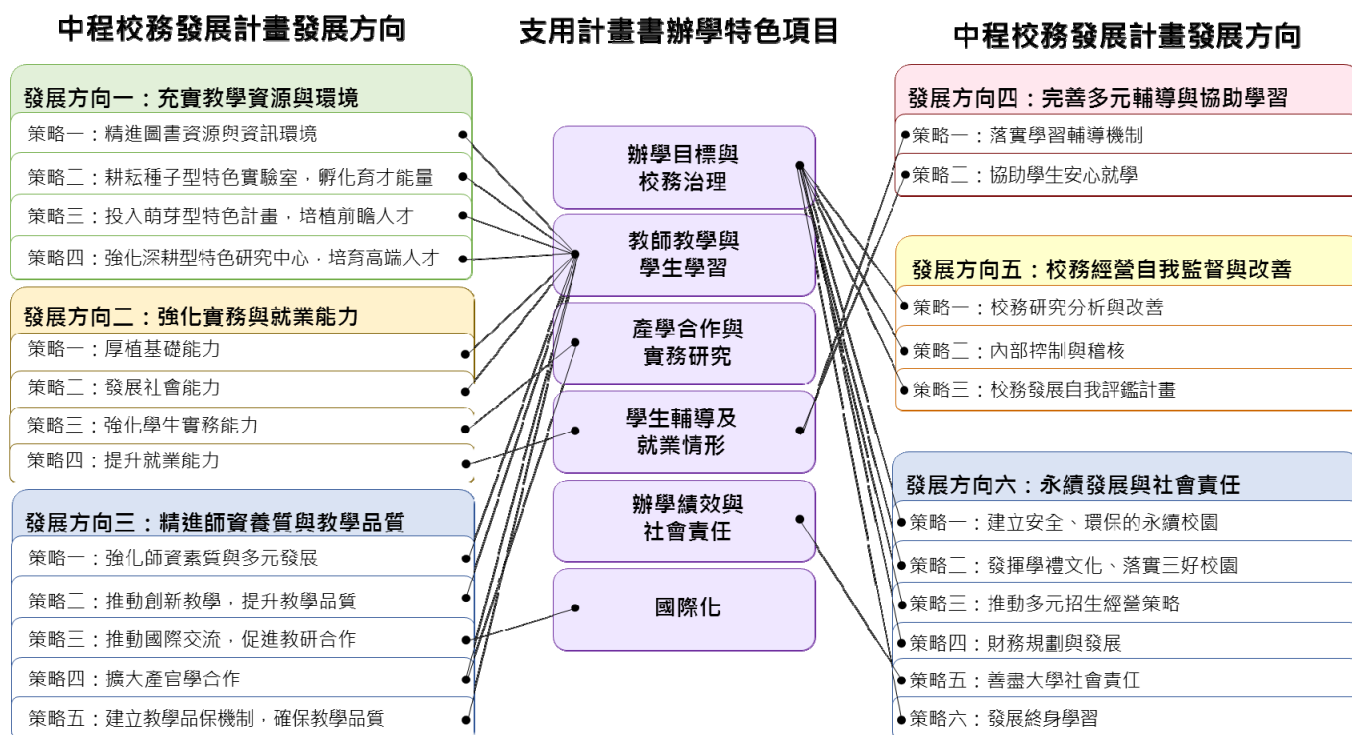 中程校務發展計畫發展方向
發展方向一：充實教學資源與環境
策略一：精進圖書資源與資訊環境
策略二：耕耘種子型特色實驗室，孵化育才能量
策略三：投入萌芽型特色計畫，培植前瞻人才
策略四：強化深耕型特色研究中心，培育高端人才
發展方向二：強化實務與就業能力
策略一：厚植基礎能力
策略二：發展社會能力
策略三：強化學生實務能力
策略四：提升就業能力
發展方向三：精進師資養質與教學品質
策略一：強化師資素質與多元發展
策略二：推動創新教學，提升教學品質
策略三：推動國際交流，促進教研合作
策略四：擴大產官學合作
策略五：建立教學品保機制，確保教學品質
支用計畫書辦學特色項目
辦學目標與
校務治理
教師教學與
學生學習
產學合作與
實務研究
學生輔導及
就業情形
辦學績效與
社會責任
國際化
中程校務發展計畫發展方向
發展方向四：完善多元輔導與協助學習
策略一：落實學習輔導機制
策略二：協助學生安心就學
發展方向五：校務經營自我監督與改善
策略一：校務研究分析與改善
策略二：內部控制與稽核
策略三：校務發展自我評鑑計畫
發展方向六：永續發展與社會責任
策略一：建立安全、環保的永續校園
策略二：發揮學禮文化、落實三好校園
策略三：推動多元招生經營策略
策略四：財務規劃與發展
策略五：善盡大學社會責任
策略六：發展終身學習